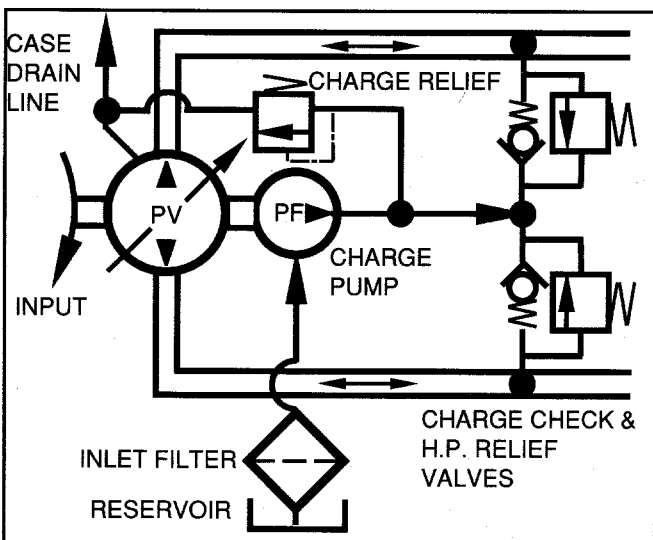 CASE
DRAIN
LINE
CHARGE RELIEF
PV
PF
CHARGE
PUMP
INPUT
INLET FILTER
RESERVOIR
CHARGE CHECK &
H.P. RELIEF
VALVES